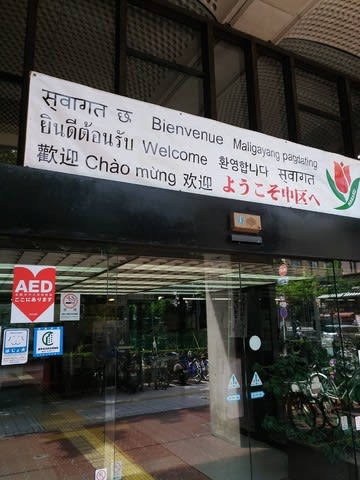 स्वागत छ Bienvenue Maligayang pagdating
ยินดีต้อนรับ Welcome 환영합니다 स्वागत
歡迎 Chào mừng 欢迎 ようこそ中区へ
AED
ここにあります